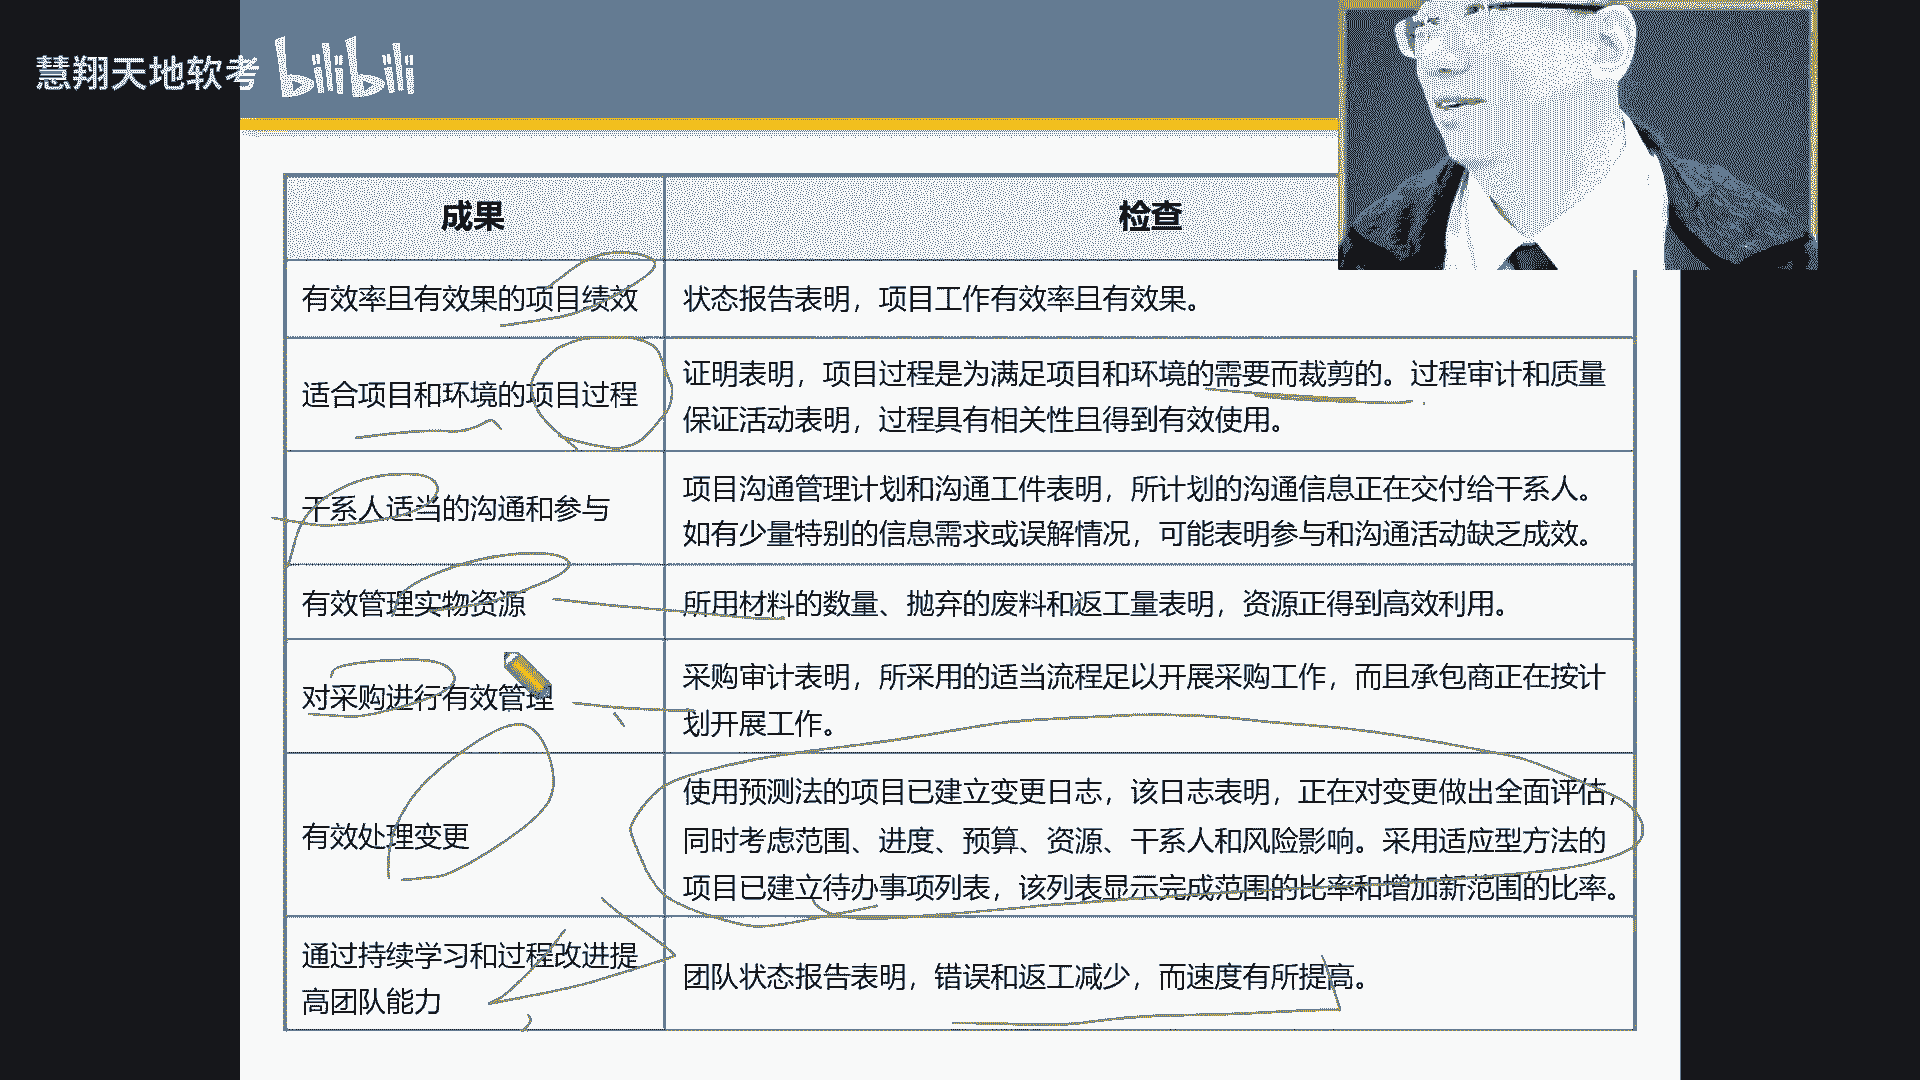 慧翔天地软考 bilibili
成果
检查
有效率且有效果的项目绩效
状态报告表明，项目工作有效率且有效果。
适合项目和环境的项目过程
证明表明，项目过程是为满足项目和环境的需要而裁剪的。过程审计和质量
保证活动表明，过程具有相关性且得到有效使用。
干系人适当的沟通和参与
项目沟通管理计划和沟通工件表明，所计划的沟通信息正在交付给干系人。
如有少量特别的信息需求或误解情况，可能表明参与和沟通活动缺乏成效。
有效管理实物资源
所用材料的数量、抛弃的废料和返工量表明，资源正得到高效利用。
对采购进行有效管理
采购审计表明，所采用的适当流程足以开展采购工作，而且承包商正在按计
划开展工作。
有效处理变更
使用预测法的项目已建立变更日志，该日志表明，正在对变更做出全面评估，
同时考虑范围、进度、预算、资源、干系人和风险影响。采用适应型方法的
项目已建立待办事项列表，该列表显示完成范围的比率和增加新范围的比率。
通过持续学习和过程改进提
高团队能力
团队状态报告表明，错误和返工减少，而速度有所提高。